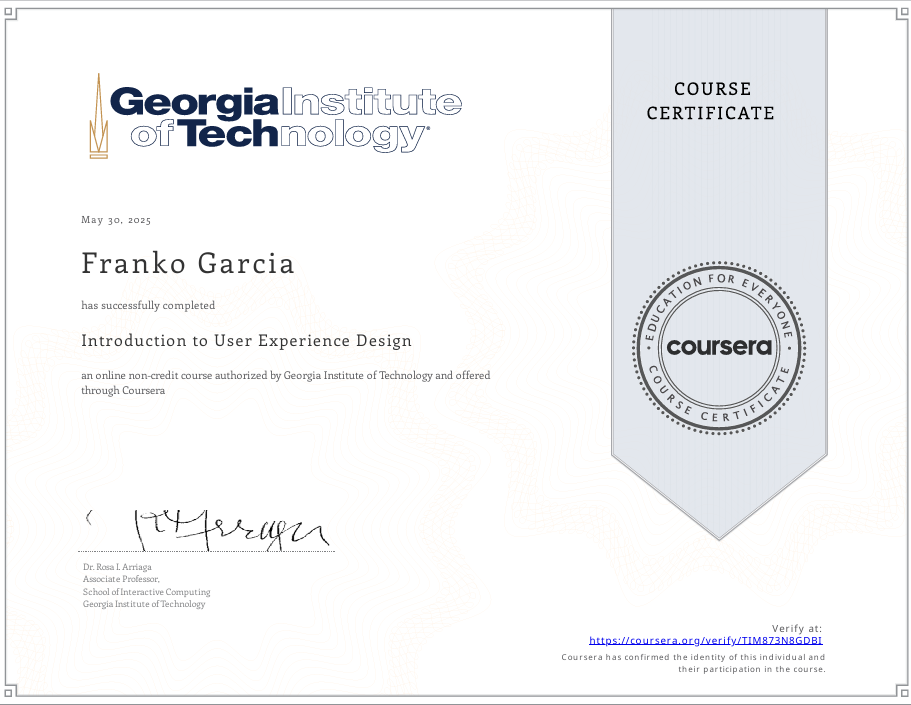 Georgia Institute
of Technology
COURSE
CERTIFICATE
May 30, 2025
Franko Garcia
has successfully completed
Introduction to User Experience Design
an online non-credit course authorized by Georgia Institute of Technology and offered
through Coursera
EDUCATION FOR EVERYONE
coursera
COURSE CERTIFICATE
Dr. Rosa I. Arriaga
Associate Professor,
School of Interactive Computing
Georgia Institute of Technology
Verify at:
https://coursera.org/verify/TIM873N8GDBI
Coursera has confirmed the identity of this individual and
their participation in the course.